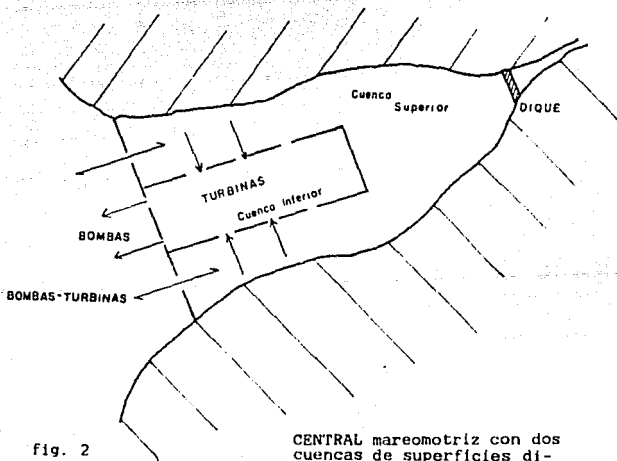 Cuenca
Superior
DIQUE
TURBINAS
Cuenca Inferior
BOMBAS
BOMBAS-TURBINAS
fig. 2
CENTRAL mareomotriz con dos
cuencas de superficies di-